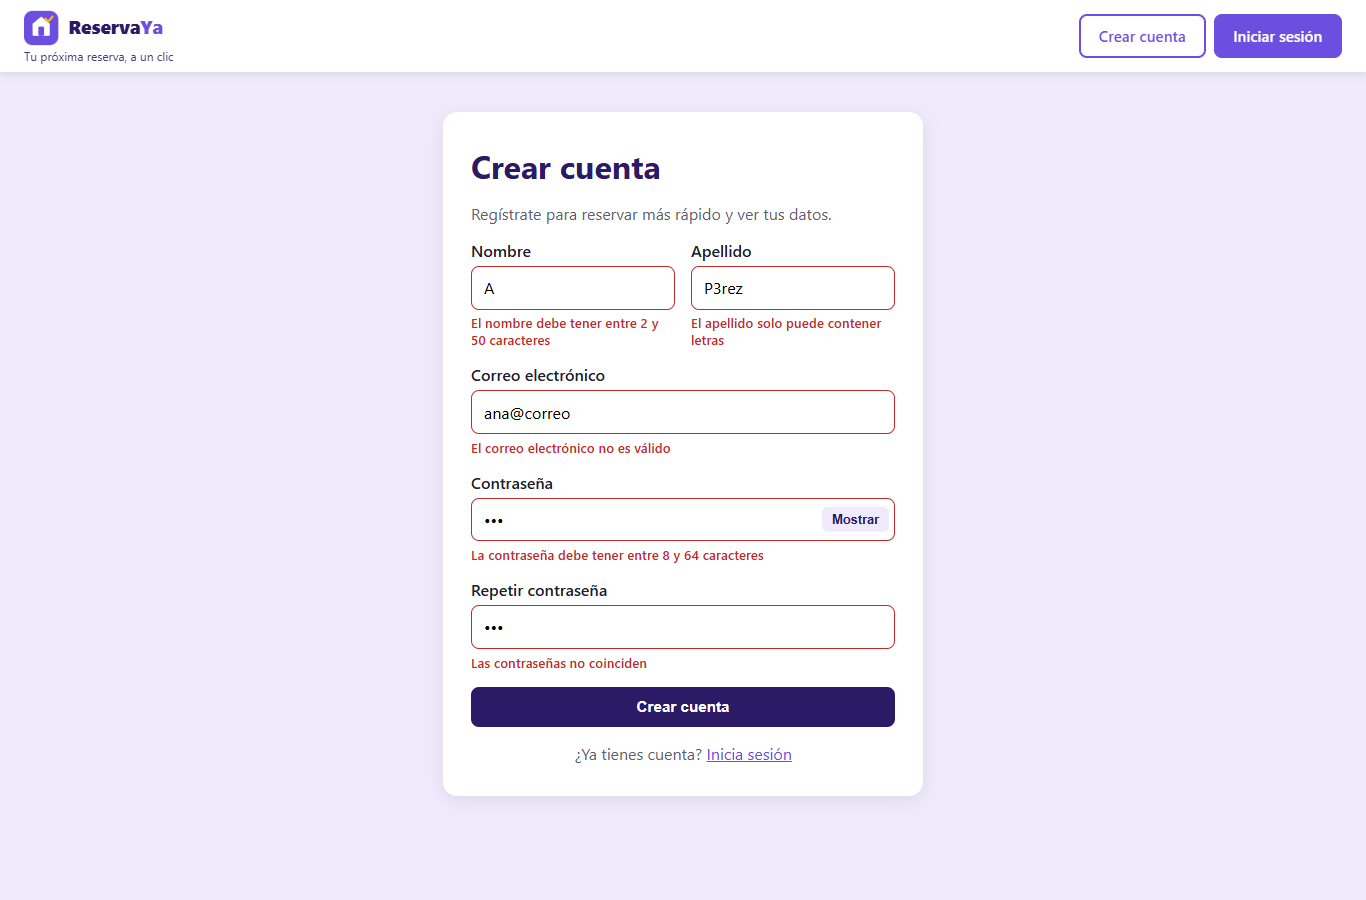 ReservaYa
Tu próxima reserva, a un clic
Crear cuenta
Iniciar sesión
Crear cuenta
Regístrate para reservar más rápido y ver tus datos.
Nombre
Apellido
A
P3rez
El nombre debe tener entre 2 y
50 caracteres
El apellido solo puede contener
letras
Correo electrónico
ana@correo
El correo electrónico no es válido
Contraseña
•••
Mostrar
La contraseña debe tener entre 8 y 64 caracteres
Repetir contraseña
•••
Las contraseñas no coinciden
Crear cuenta
¿Ya tienes cuenta? Inicia sesión